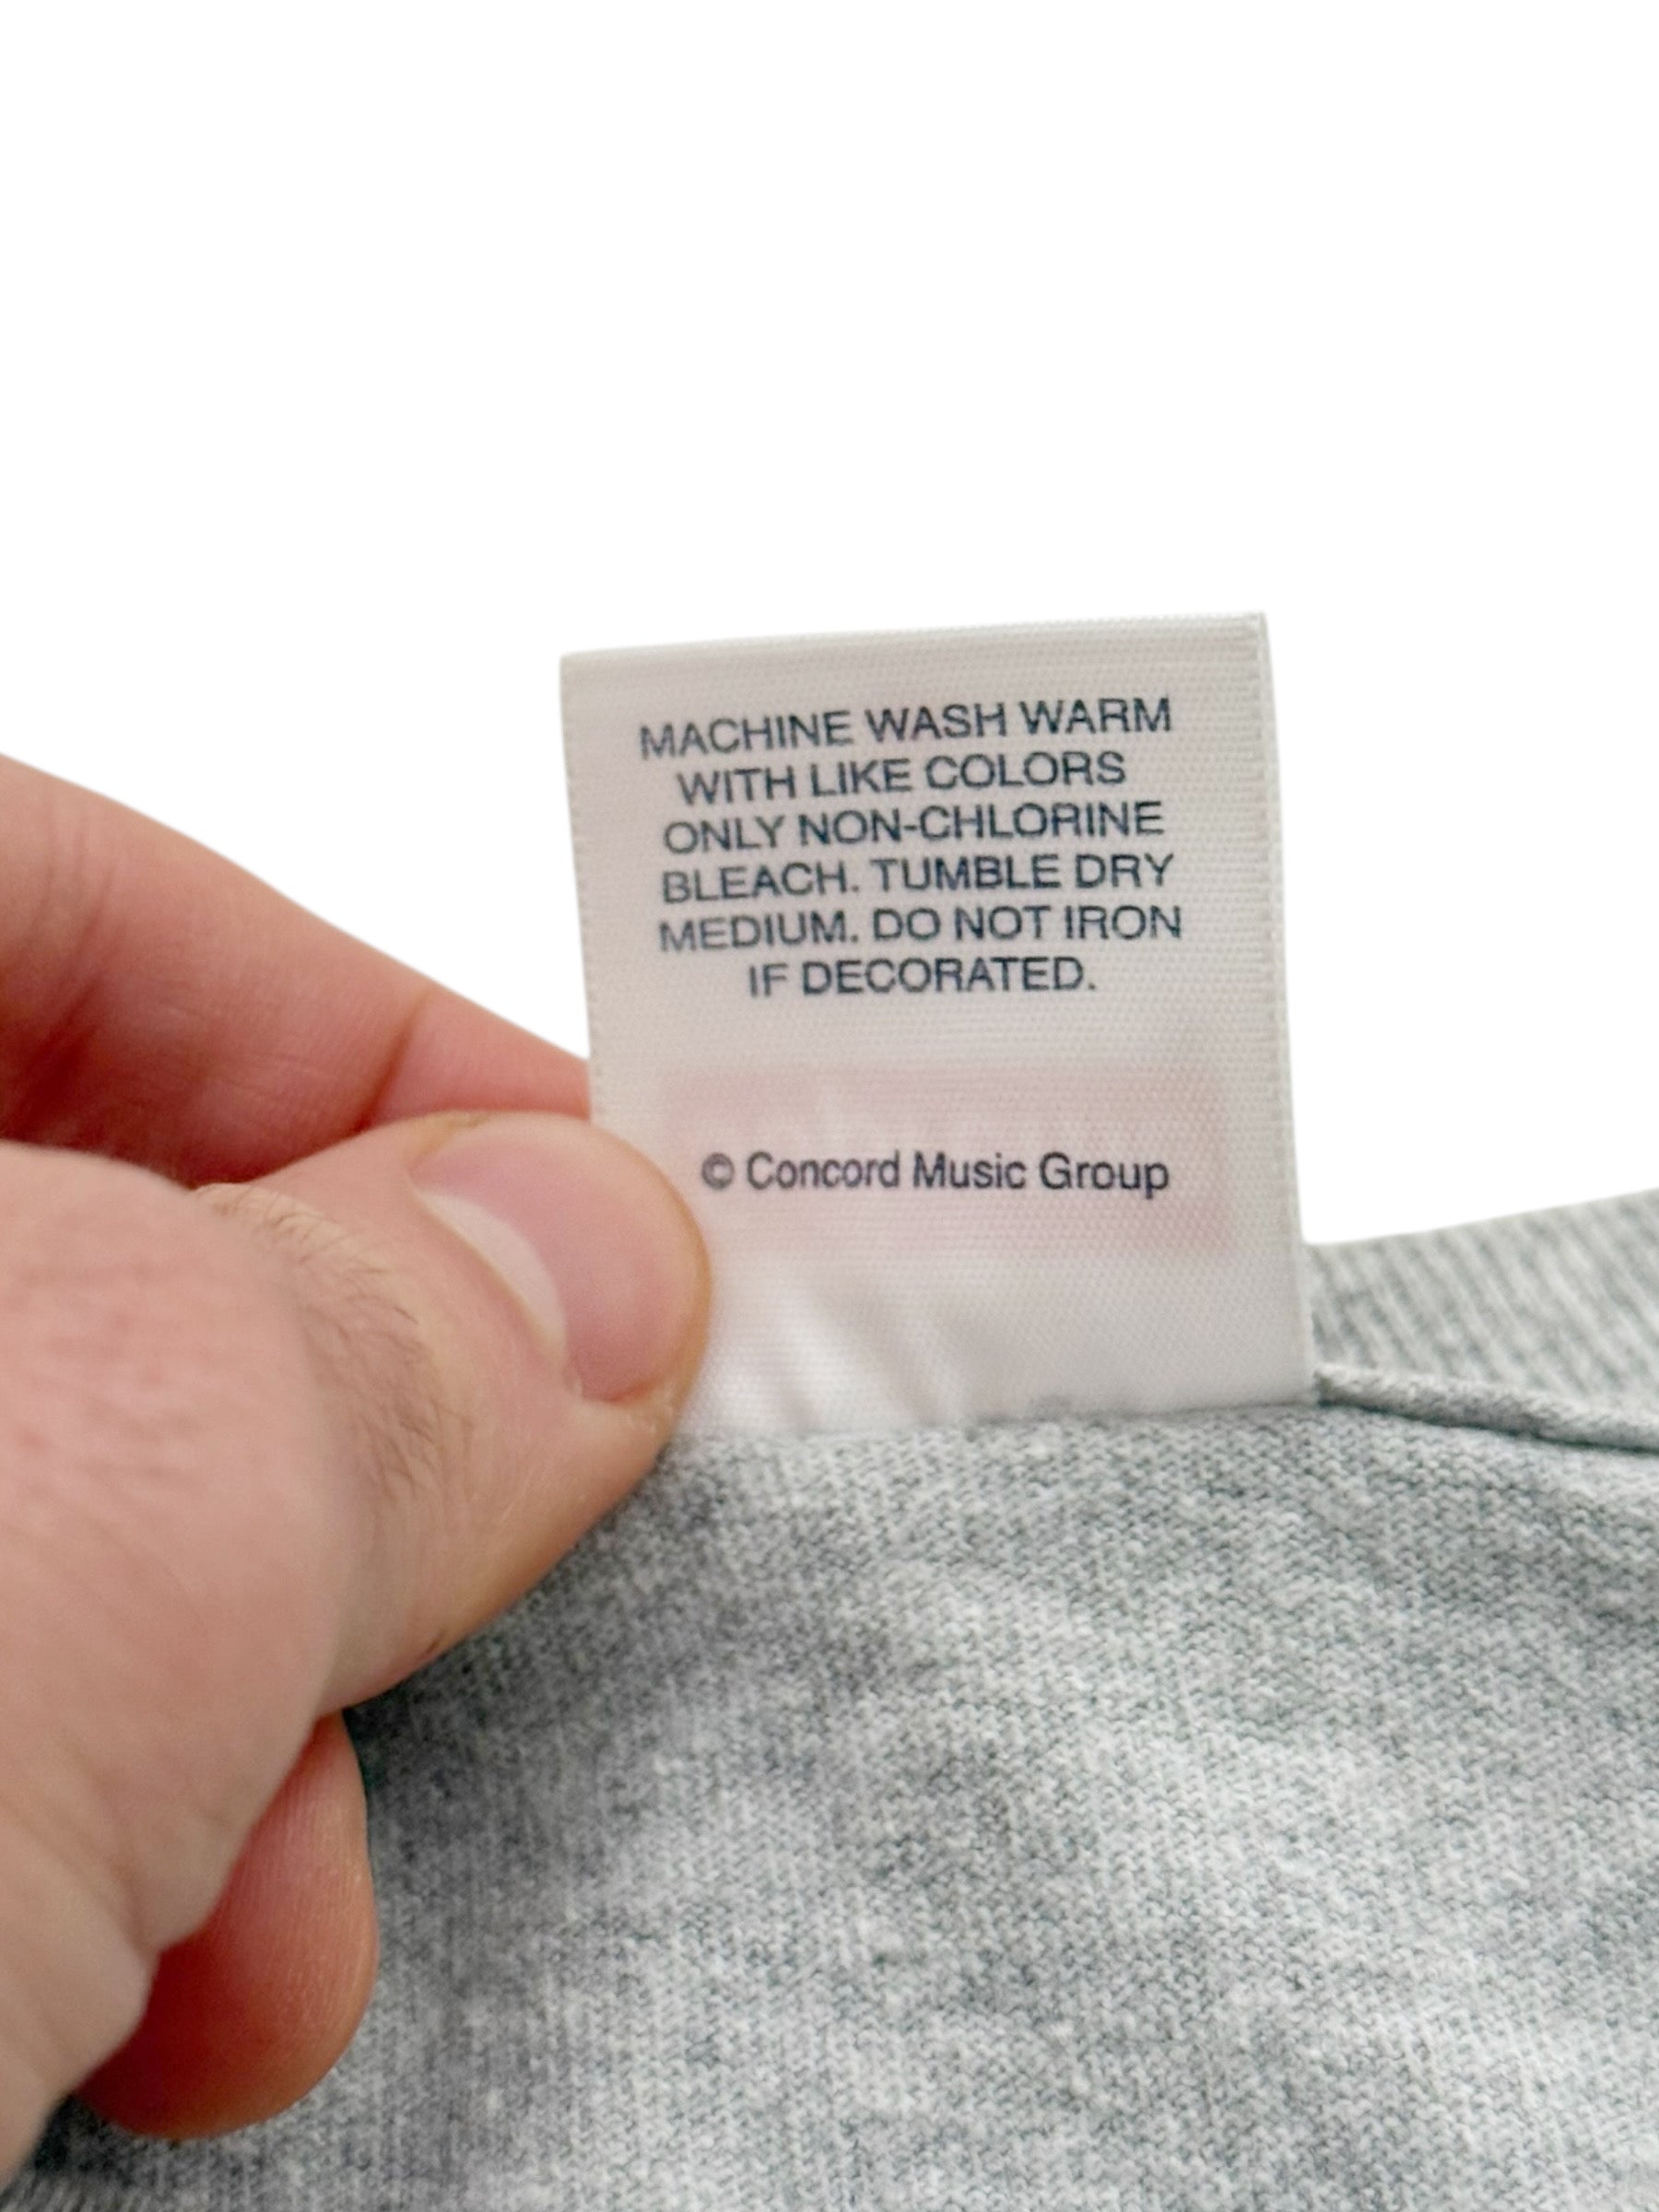 MACHINE WASH WARM
WITH LIKE COLORS
ONLY NON-CHLORINE
BLEACH. TUMBLE DRY
MEDIUM. DO NOT IRON
IF DECORATED.
© Concord Music Group